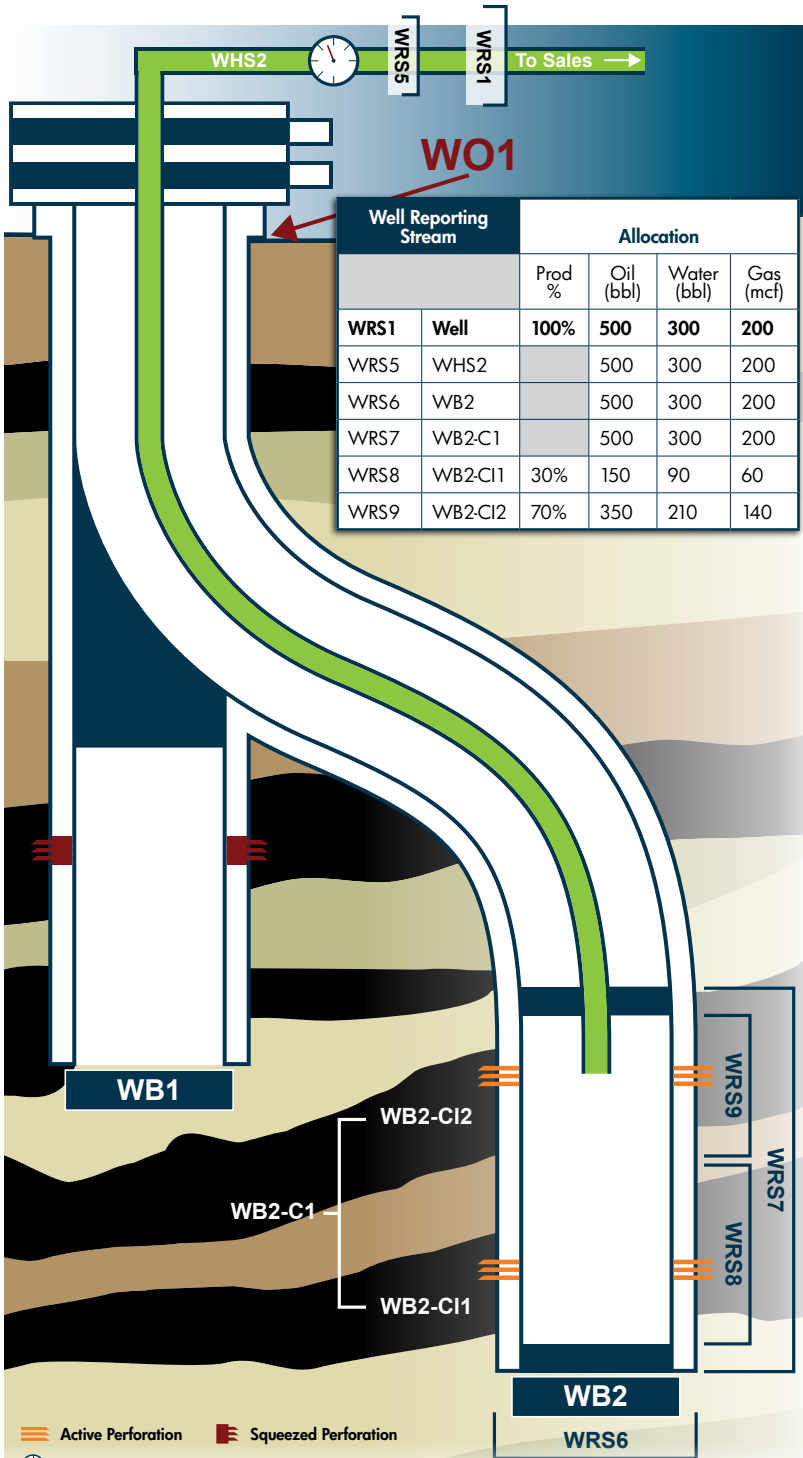 WHS2
WRS5
WRS1
To Sales
WO1
Well Reporting Stream Allocation
Prod % Oil (bbl) Water (bbl) Gas (mcf)
WRS1 Well 100% 500 300 200
WRS5 WHS2 500 300 200
WRS6 WB2 500 300 200
WRS7 WB2-C1 500 300 200
WRS8 WB2-CI1 30% 150 90 60
WRS9 WB2-CI2 70% 350 210 140
WB1
WB2-CI2
WB2-C1
WB2-CI1
WRS9
WRS7
WRS8
WB2
WRS6
Active Perforation
Squeezed Perforation